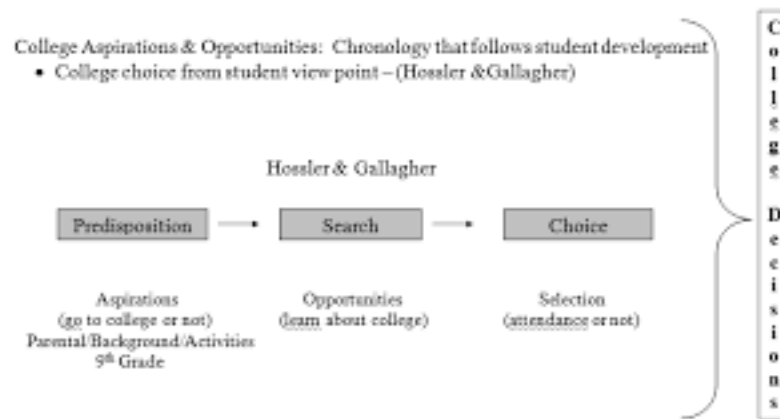 College Aspirations & Opportunities: Chronology that follows student development
• College choice from student view point – (Hossler & Gallagher)
Hossler & Gallagher
Predisposition
Search
Choice
Aspirations
(go to college or not)
Parental/Background/Activities
9th Grade
Opportunities
(learn about college)
Selection
(attendance or not)
College Decisions